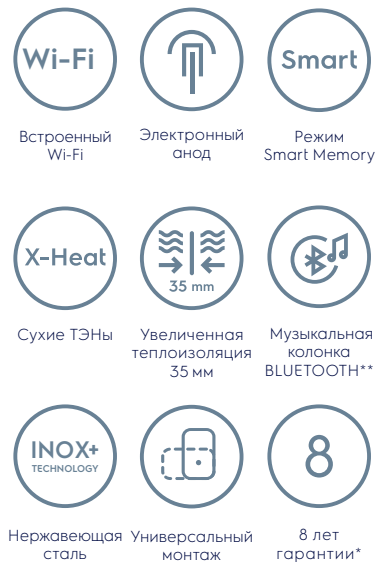 Wi-Fi
Smart
Встроенный
Wi-Fi
Электронный
анод
Режим
Smart Memory
X-Heat
35 mm
Сухие ТЭНы
Увеличенная
теплоизоляция
35 мм
Музыкальная
колонка
BLUETOOTH**
INOX+
TECHNOLOGY
8
Нержавеющая
сталь
Универсальный
монтаж
8 лет
гарантии*